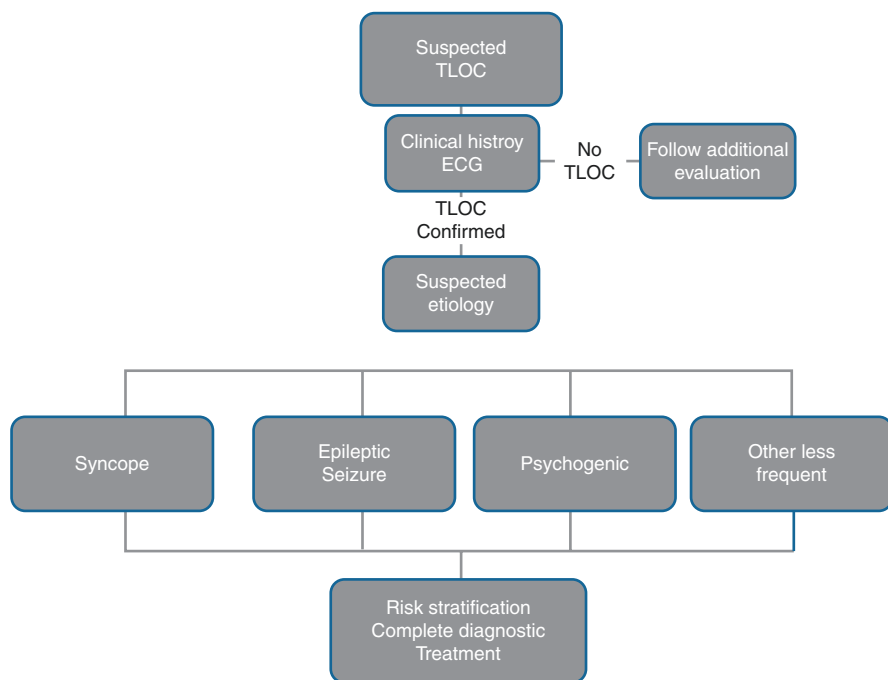 Suspected
TLOC
Clinical histroy
ECG
No
TLOC
Follow additional
evaluation
TLOC
Confirmed
Suspected
etiology
Syncope
Epileptic
Seizure
Psychogenic
Other less
frequent
Risk stratification
Complete diagnostic
Treatment